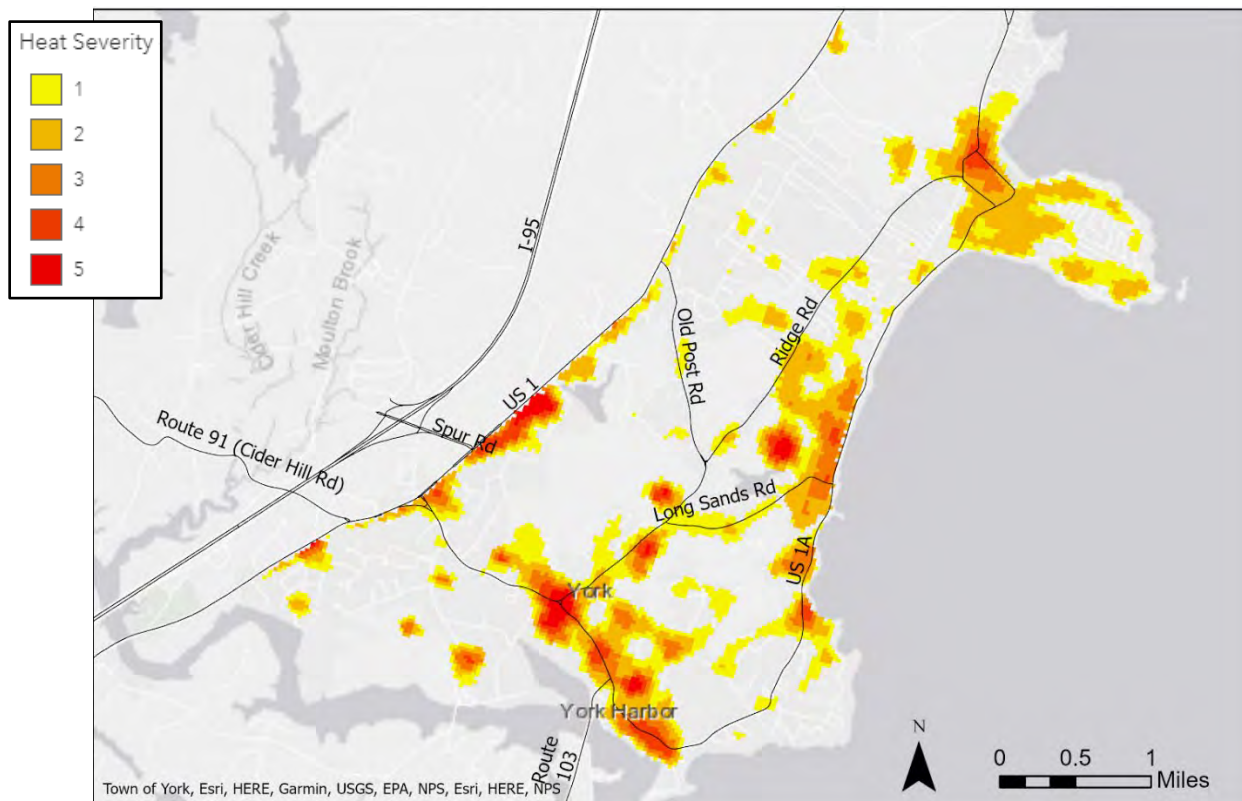 Heat Severity
1
2
3
4
5
I-95
Cider Hill Creek
Moulton Brook
US 1
Old Post Rd
Ridge Rd
Spur Rd
Route 91 (Cider Hill Rd)
Long Sands Rd
US 1A
York
York Harbor
Route
103
N
0 0.5 1
Miles
Town of York, Esri, HERE, Garmin, USGS, EPA, NPS, Esri, HERE, NPS